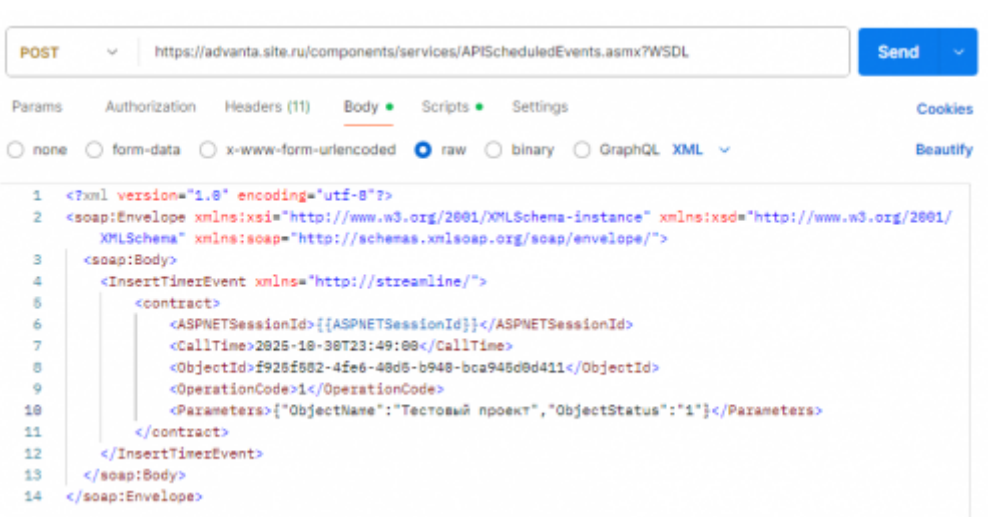 POST https://advanta.site.ru/components/services/APIScheduledEvents.asmx?WSDL Send
Params Authorization Headers (11) Body Scripts Settings Cookies
none form-data x-www-form-urlencoded raw binary GraphQL XML Beautify
1 <?xml version="1.0" encoding="utf-8"?>
2 <soap:Envelope xmlns:xsi="http://www.w3.org/2001/XMLSchema-instance" xmlns:xsd="http://www.w3.org/2001/
XMLSchema" xmlns:soap="http://schemas.xmlsoap.org/soap/envelope/">
3 <soap:Body>
4 <InsertTimerEvent xmlns="http://streamline/">
5 <contract>
6 <ASPNETSessionId>{{ASPNETSessionId}}</ASPNETSessionId>
7 <CallTime>2025-10-30T23:49:00</CallTime>
8 <ObjectId>f925f582-4fe6-40d5-b940-bca945d0d411</ObjectId>
9 <OperationCode>1</OperationCode>
10 <Parameters>{"ObjectName":"Тестовый проект","ObjectStatus":"1"}</Parameters>
11 </contract>
12 </InsertTimerEvent>
13 </soap:Body>
14 </soap:Envelope>